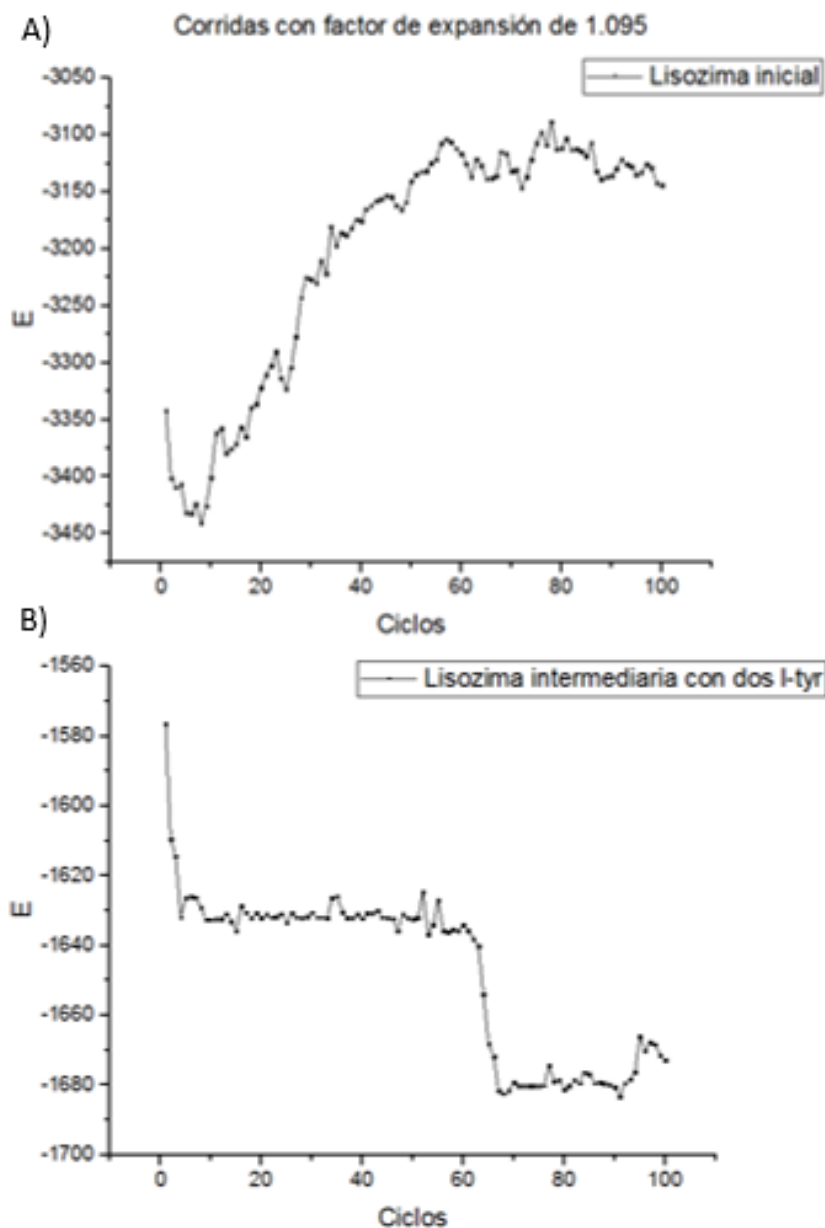 A)
Corridas con factor de expansión de 1.095
Lisozima inicial
-3050
-3100
-3150
-3200
-3250
-3300
-3350
-3400
-3450
E
0 20 40 60 80 100
Ciclos
B)
Lisozima intermediaria con dos I-tyr
-1560
-1580
-1600
-1620
-1640
-1660
-1680
-1700
E
0 20 40 60 80 100
Ciclos